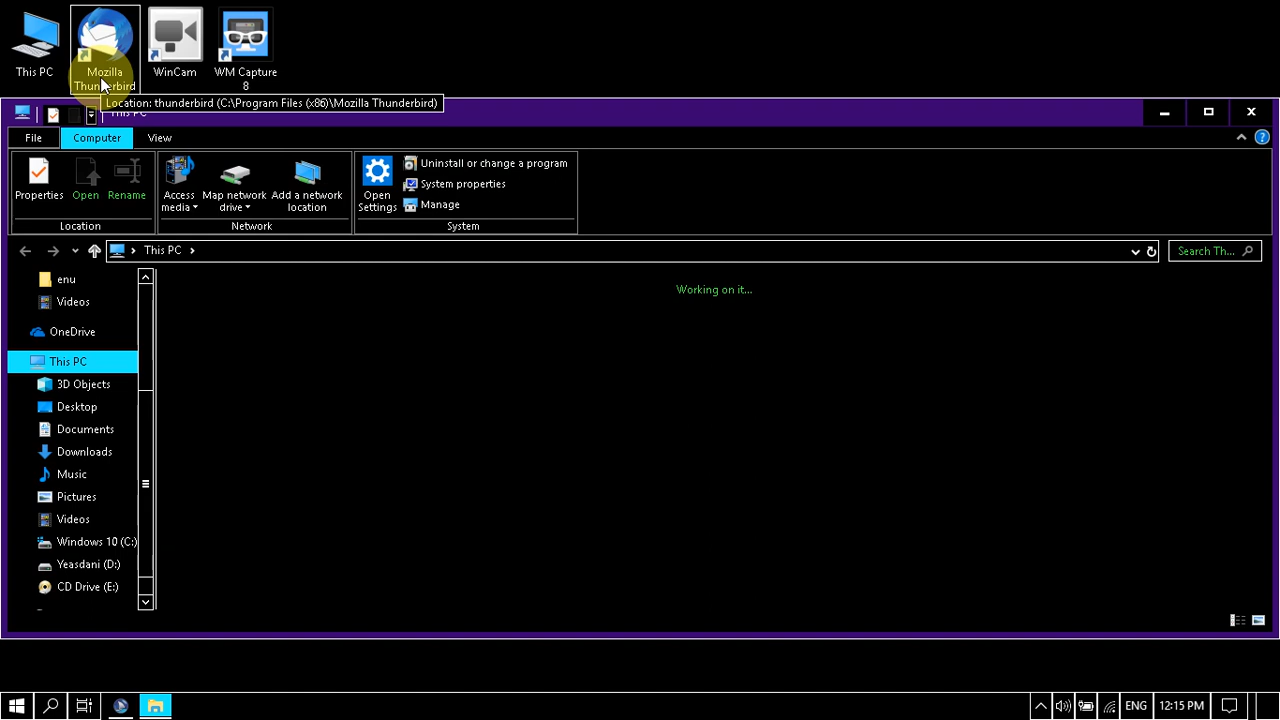 This PC
Mozilla
Thunderbird
WinCam
WM Capture
8
Location: thunderbird (C:\Program Files (x86)\Mozilla Thunderbird)
This PC
File
Computer
View
Properties
Open
Rename
Access
media
Map network
drive
Add a network
location
Open
Settings
Uninstall or change a program
System properties
Manage
Location
Network
System
This PC
Search Th...
enu
Videos
OneDrive
This PC
3D Objects
Desktop
Documents
Downloads
Music
Pictures
Videos
Windows 10 (C:)
Yeasdani (D:)
CD Drive (E:)
Working on it...
ENG
12:15 PM